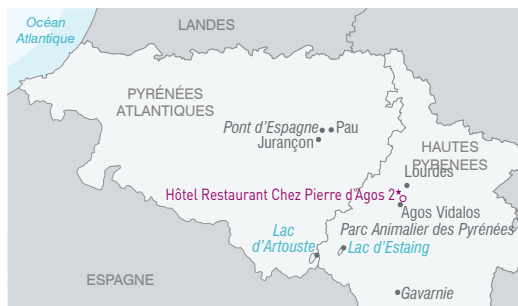 Océan
Atlantique
LANDES
PYRÉNÉES
ATLANTIQUES
Pont d'Espagne
Pau
Jurançon
HAUTES
PYRENEES
Lourdes
Hôtel Restaurant Chez Pierre d'Agos 2*
Agos Vidalos
Parc Animalier des Pyrénées
Lac
d'Artouste
Lac d'Estaing
ESPAGNE
Gavarnie